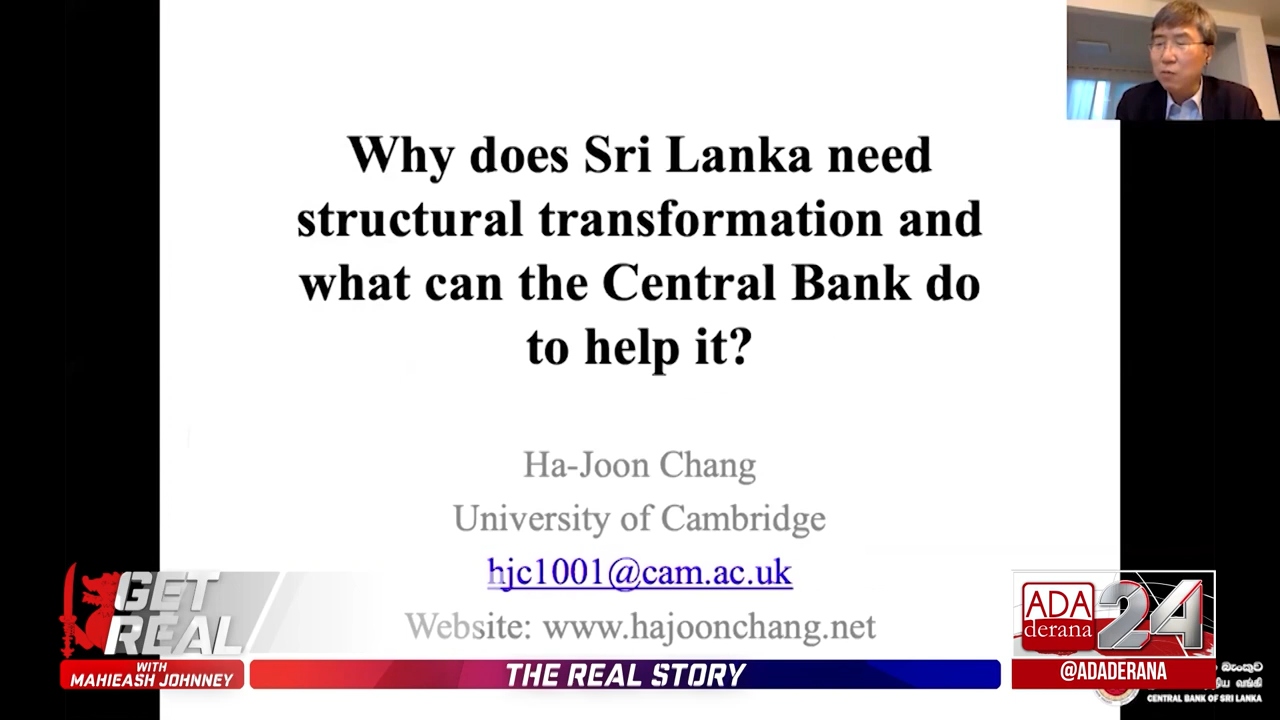 Why does Sri Lanka need
structural transformation and
what can the Central Bank do
to help it?
Ha-Joon Chang
University of Cambridge
hjc1001@cam.ac.uk
Website: www.hajoonchang.net
GET
REAL
WITH
MAHIEASH JOHNNEY
THE REAL STORY
ADA
derana
24
@ADADERANA
බැංකුව
வங்கி
CENTRAL BANK OF SRI LANKA